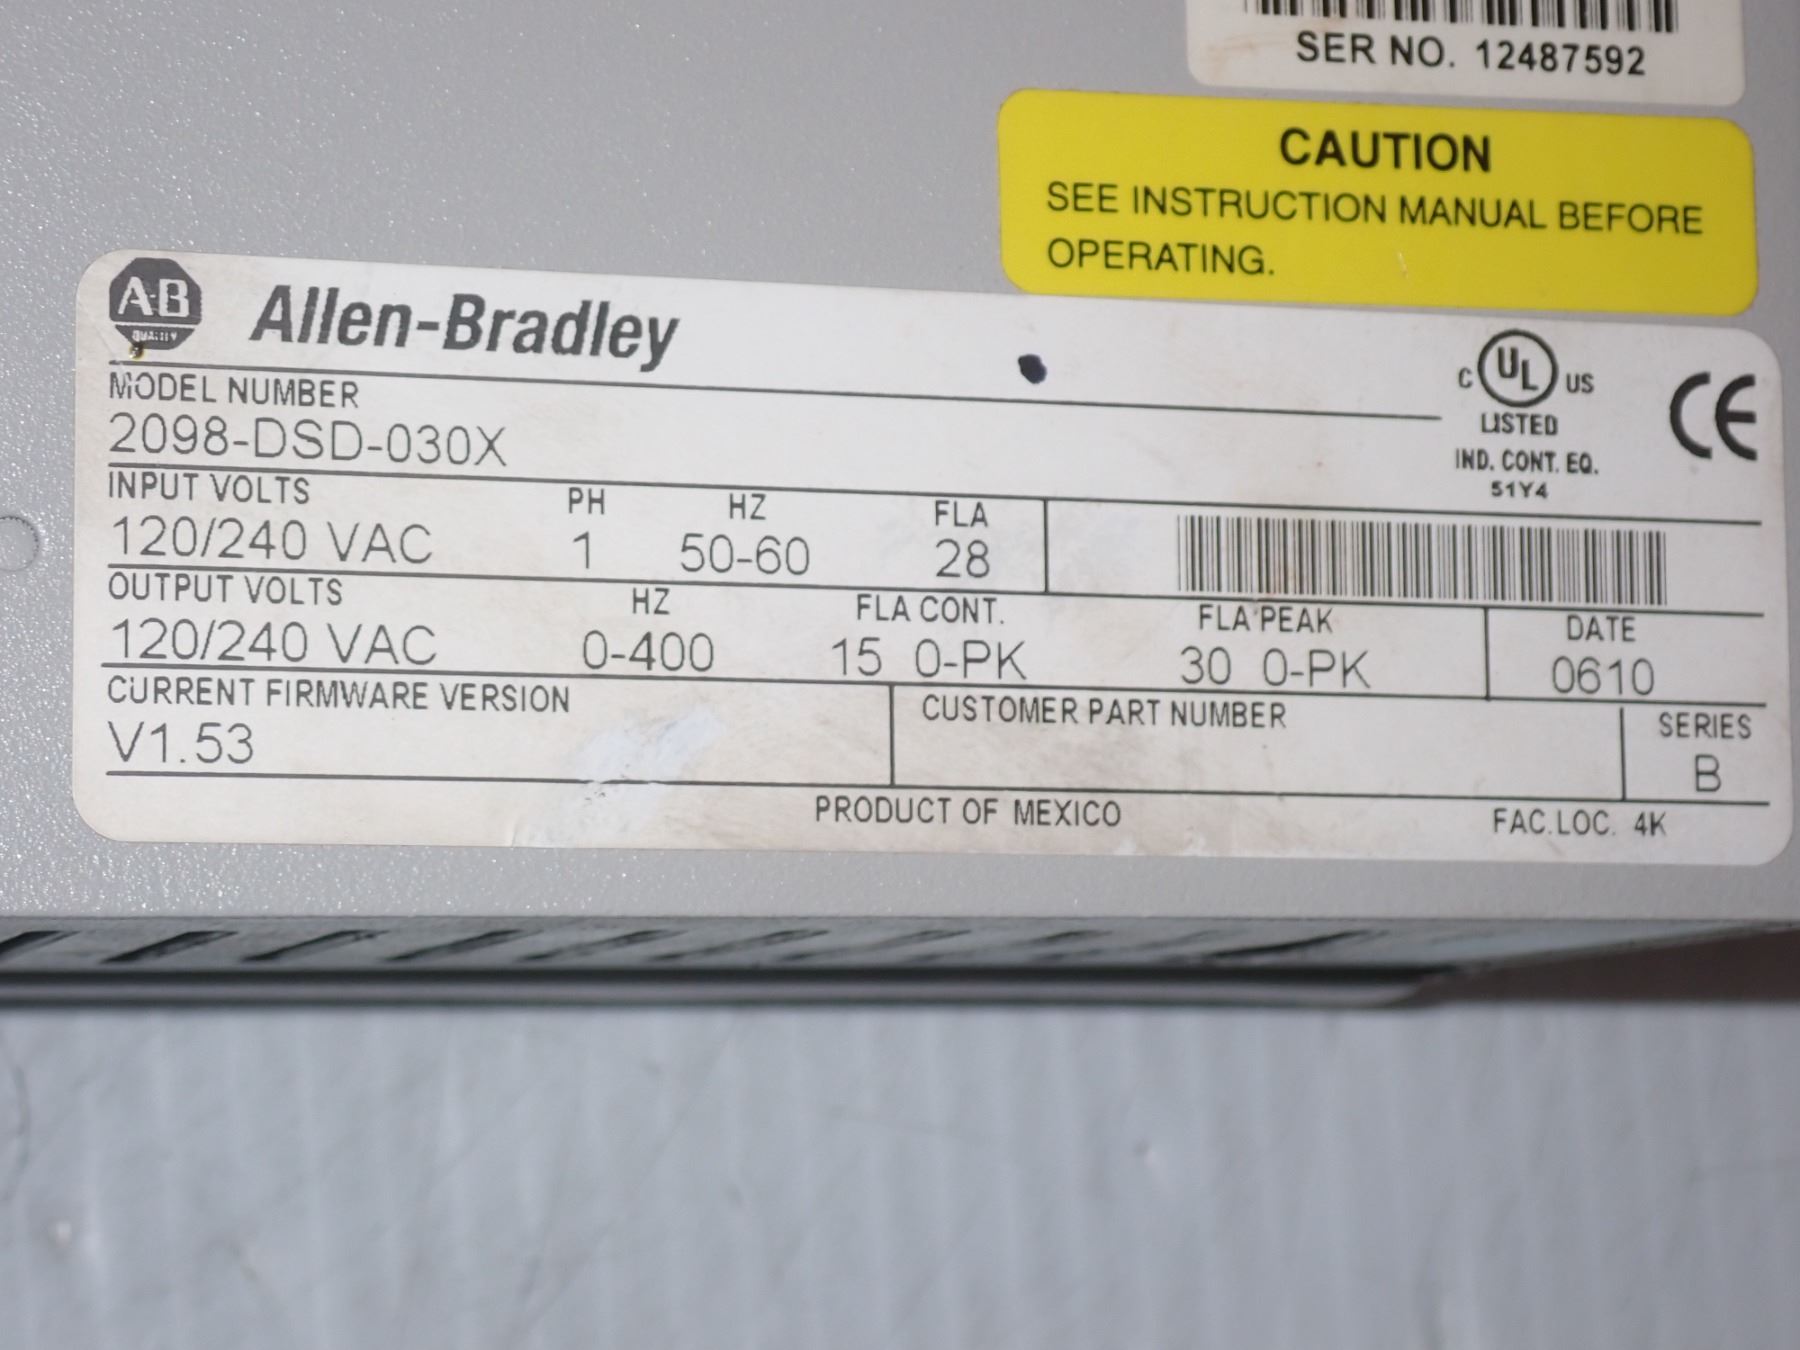 SER NO. 12487592
CAUTION
SEE INSTRUCTION MANUAL BEFORE
OPERATING.
A-B
QUALITY
Allen-Bradley
C UL US
LISTED
IND. CONT. EQ.
51Y4
CE
MODEL NUMBER
2098-DSD-030X
INPUT VOLTS PH HZ FLA
120/240 VAC 1 50-60 28
OUTPUT VOLTS HZ FLA CONT. FLA PEAK DATE
120/240 VAC 0-400 15 0-PK 30 0-PK 0610
CURRENT FIRMWARE VERSION CUSTOMER PART NUMBER SERIES
V1.53 B
PRODUCT OF MEXICO FAC.LOC. 4K